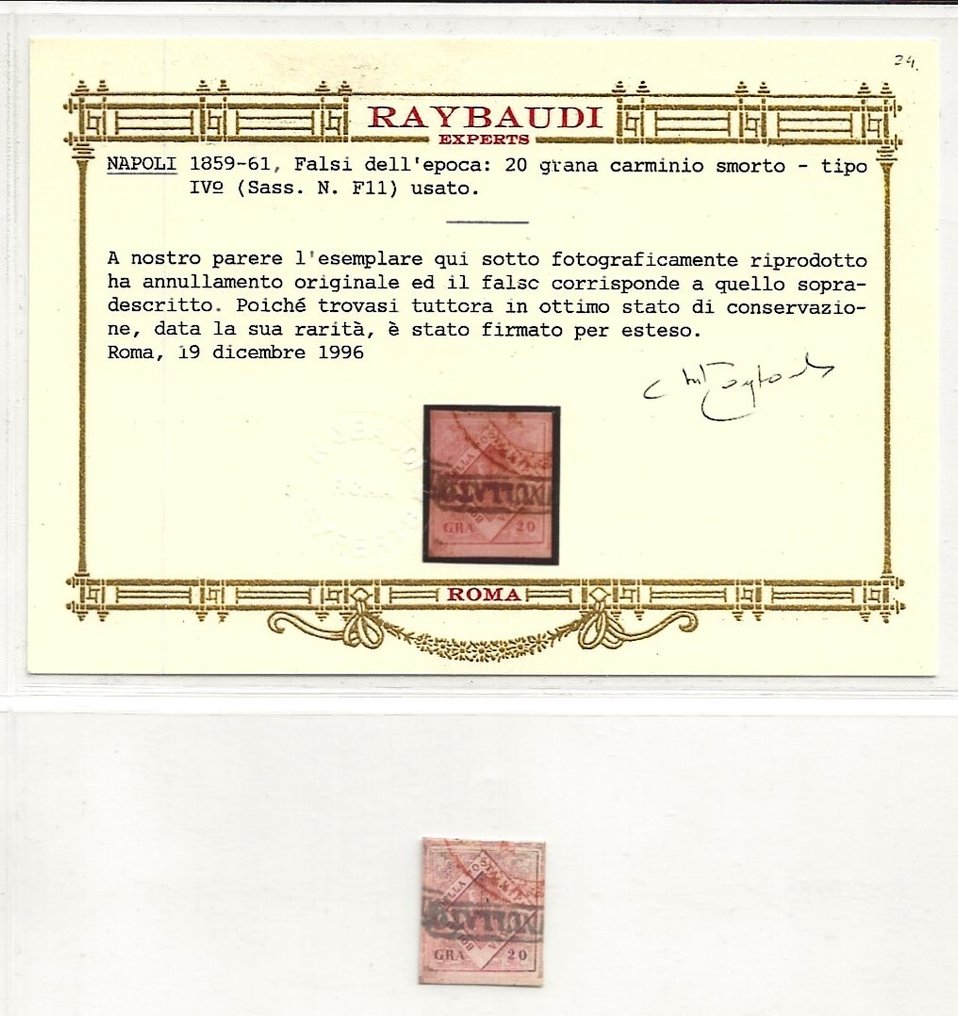 24.
RAYBAUDI
EXPERTS
NAPOLI 1859-61, Falsi dell'epoca: 20 grana carminio smorto - tipo
IVº (Sass. N. F11) usato.
A nostro parere l'esemplare qui sotto fotograficamente riprodotto
ha annullamento originale ed il falso corrisponde a quello sopra-
descritto. Poiché trovasi tuttora in ottimo stato di conservazio-
ne, data la sua rarità, è stato firmato per esteso.
Roma, 19 dicembre 1996
GRA 20
ROMA
GRA 20